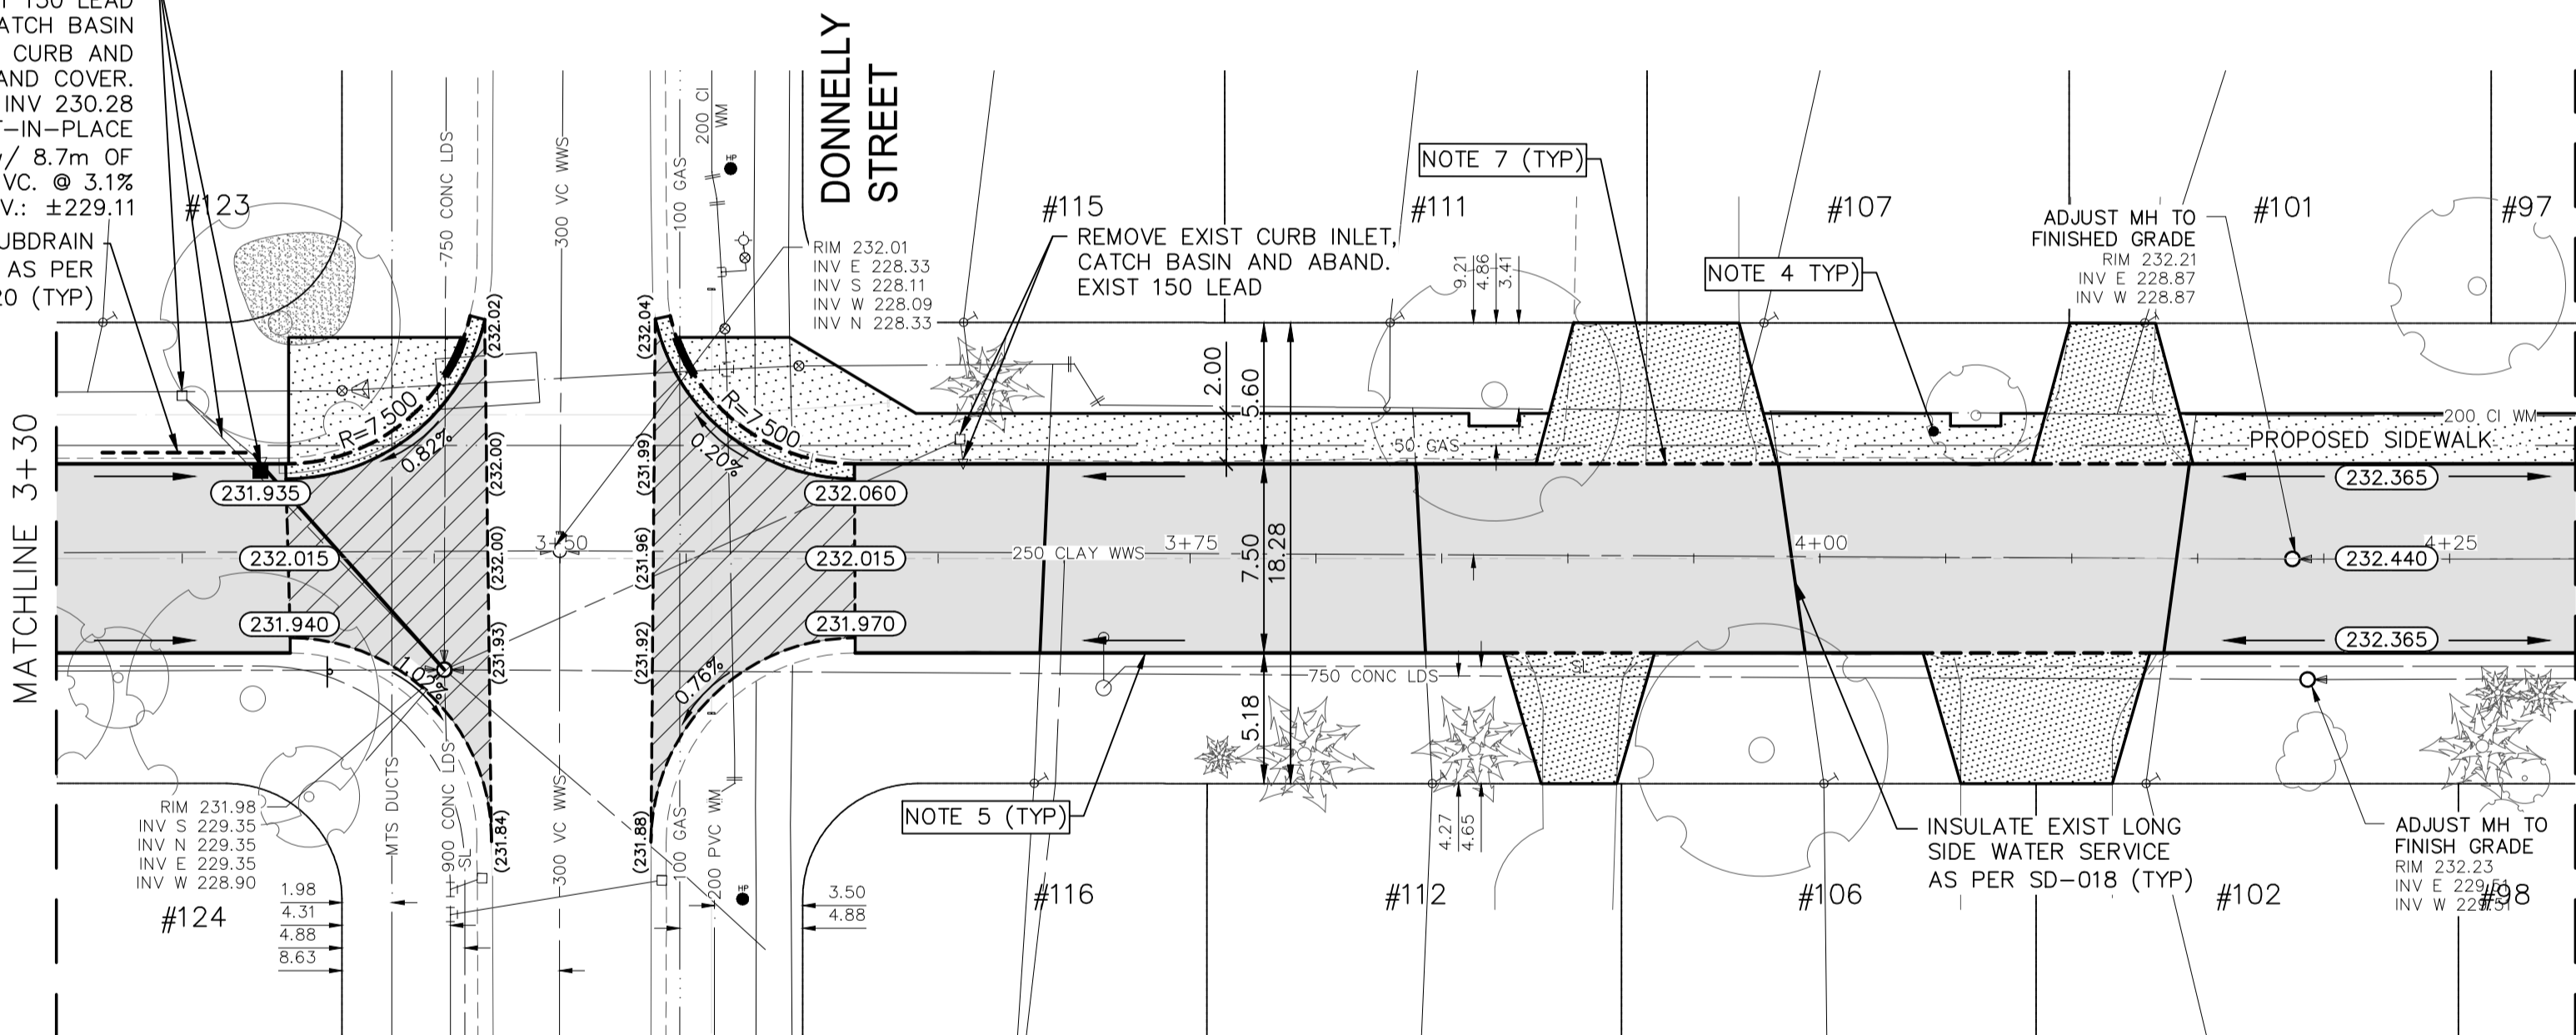 150 LEAD
CATCH BASIN
CURB AND
AND COVER.
INV 230.28
T-IN-PLACE
w/ 8.7m OF
VC. @ 3.1%
V.: ±229.11
UBDRAIN
AS PER
20 (TYP)
#123
MATCHLINE 3+30
750 CONC LDS
300 VC WWS
100 GAS
200 CI WM
HP
DONNELLY
STREET
RIM 232.01
INV E 228.33
INV S 228.11
INV W 228.09
INV N 228.33
#115
REMOVE EXIST CURB INLET,
CATCH BASIN AND ABAND.
EXIST 150 LEAD
#111
NOTE 7 (TYP)
9.21
4.86
3.41
#107
NOTE 4 TYP)
ADJUST MH TO
FINISHED GRADE
RIM 232.21
INV E 228.87
INV W 228.87
#101
#97
(232.02)
(232.04)
R=7.500
0.82%
R=7.500
0.20%
(232.00)
(231.99)
2.00
5.60
50 GAS
200 CI WM
PROPOSED SIDEWALK
231.935
232.060
232.365
232.015
(232.00)
3+50
(231.96)
232.015
250 CLAY WWS
3+75
7.50
18.28
4+00
232.440
4+25
231.940
(231.93)
(231.92)
231.970
232.365
1.02%
0.76%
750 CONC LDS
SL
5.18
(231.84)
(231.88)
MTS DUCTS
900 CONC LDS
SL
300 VC WWS
100 GAS
200 PVC WM
HP
RIM 231.98
INV S 229.35
INV N 229.35
INV E 229.35
INV W 228.90
#124
1.98
4.31
4.88
8.63
3.50
4.88
NOTE 5 (TYP)
#116
#112
4.27
4.65
#106
INSULATE EXIST LONG
SIDE WATER SERVICE
AS PER SD-018 (TYP)
#102
ADJUST MH TO
FINISH GRADE
RIM 232.23
INV E 229.51
INV W 229.51
#98